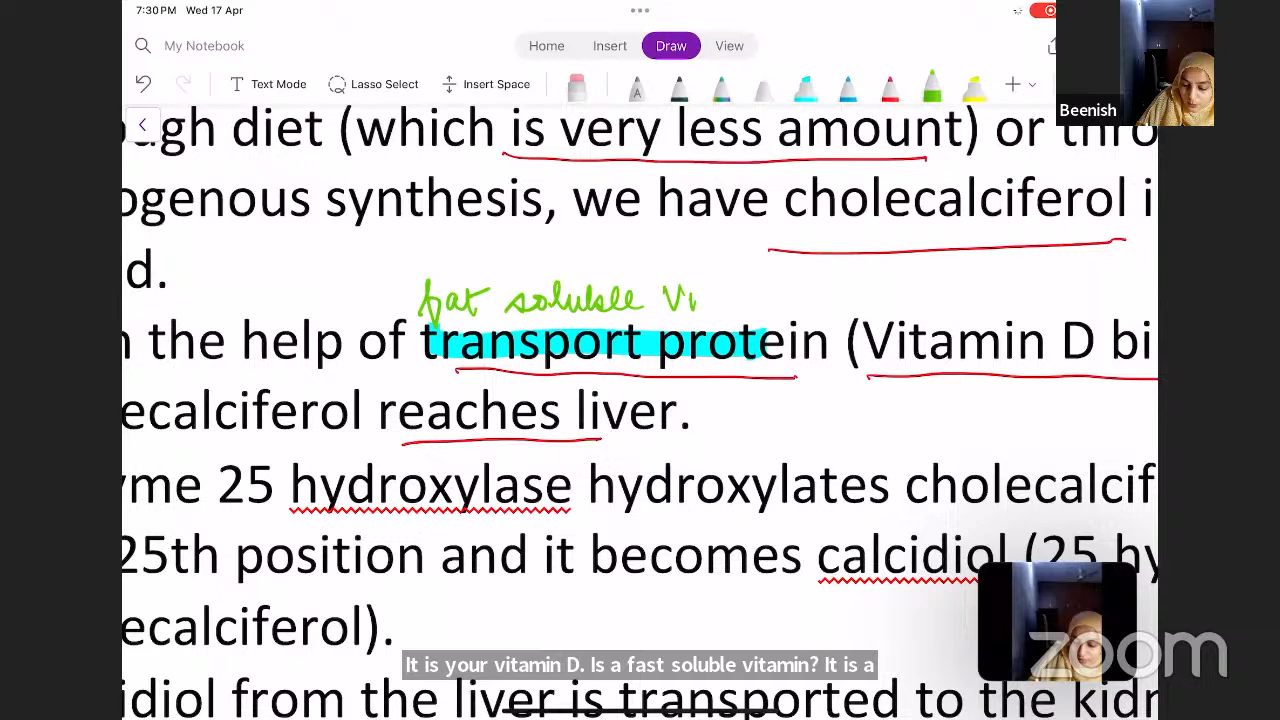 7:30 PM Wed 17 Apr
My Notebook
Home Insert Draw View
Text Mode Lasso Select Insert Space
Beenish
ough diet (which is very less amount) or thro
ogenous synthesis, we have cholecalciferol i
d.
fat soluble Vi
n the help of transport protein (Vitamin D bi
ecalciferol reaches liver.
yme 25 hydroxylase hydroxylates cholecalcif
25th position and it becomes calcidiol (25 hy
ecalciferol).
It is your vitamin D. Is a fast soluble vitamin? It is a
idiol from the liver is transported to the kidn
zoom